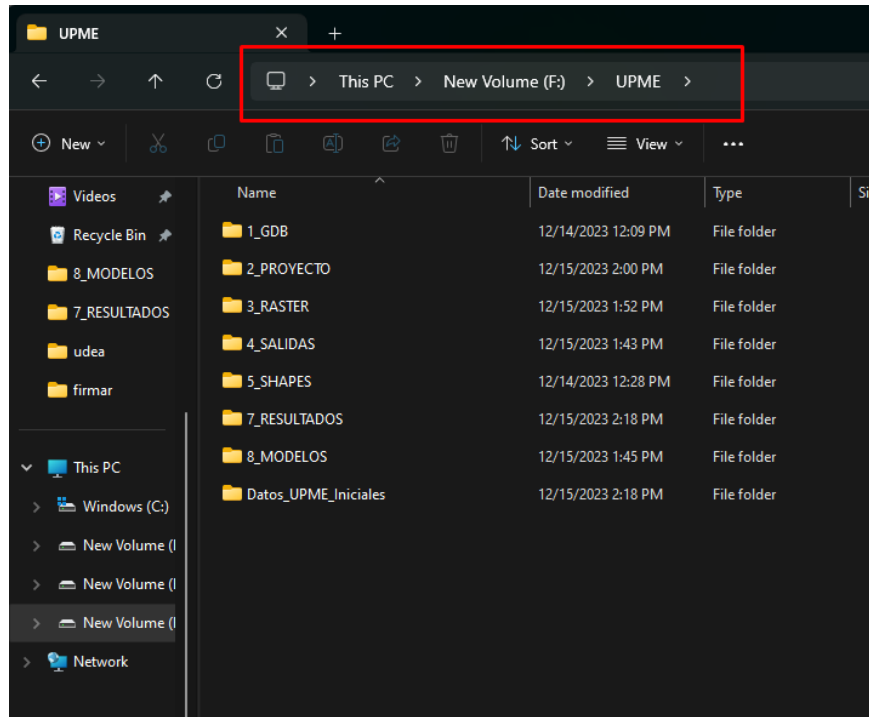 UPME
This PC > New Volume (F:) > UPME >
New Sort View ...
Name Date modified Type Si
Videos
Recycle Bin
8_MODELOS
7_RESULTADOS
udea
firmar
This PC
Windows (C:)
New Volume (
New Volume (
New Volume (
Network
1_GDB 12/14/2023 12:09 PM File folder
2_PROYECTO 12/15/2023 2:00 PM File folder
3_RASTER 12/15/2023 1:52 PM File folder
4_SALIDAS 12/15/2023 1:43 PM File folder
5_SHAPES 12/14/2023 12:28 PM File folder
7_RESULTADOS 12/15/2023 2:18 PM File folder
8_MODELOS 12/15/2023 1:45 PM File folder
Datos_UPME_Iniciales 12/15/2023 2:18 PM File folder